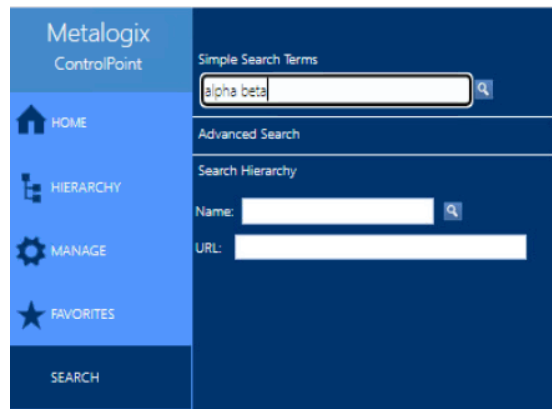 Metalogix
ControlPoint
HOME
HIERARCHY
MANAGE
FAVORITES
SEARCH
Simple Search Terms
alpha beta
Advanced Search
Search Hierarchy
Name:
URL: